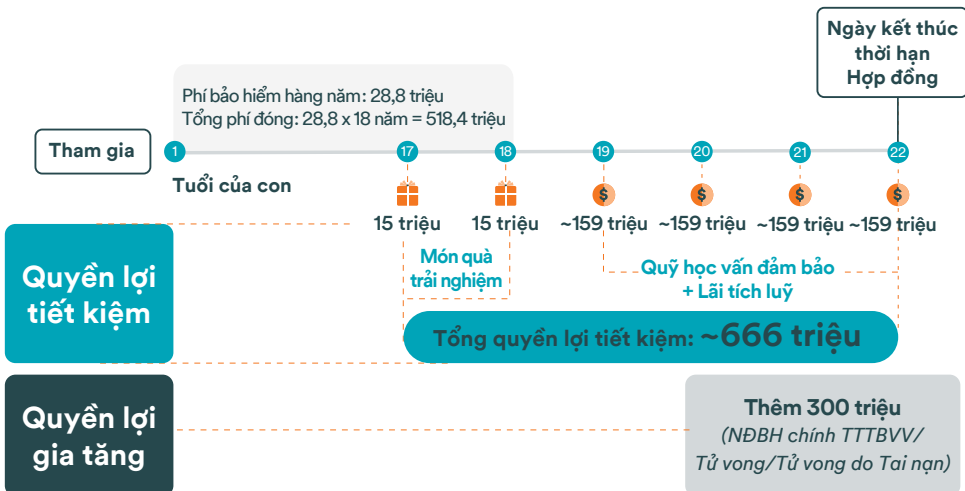 Ngày kết thúc
thời hạn
Hợp đồng
Phí bảo hiểm hàng năm: 28,8 triệu
Tổng phí đóng: 28,8 x 18 năm = 518,4 triệu
Tham gia
1 17 18 19 20 21 22
Tuổi của con
$ $ $ $
15 triệu 15 triệu ~159 triệu ~159 triệu ~159 triệu ~159 triệu
Món quà
trải nghiệm
Quỹ học vấn đảm bảo
+ Lãi tích luỹ
Quyền lợi
tiết kiệm
Tổng quyền lợi tiết kiệm: ~666 triệu
Quyền lợi
gia tăng
Thêm 300 triệu
(NĐBH chính TTTBVV/
Tử vong/Tử vong do Tai nạn)